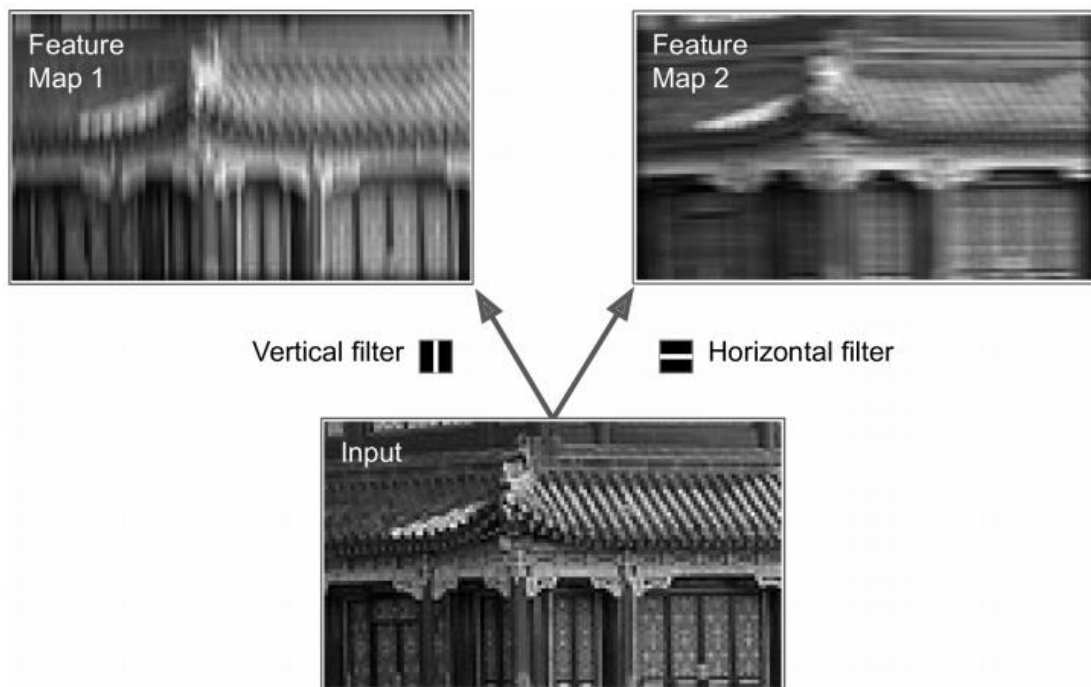 Feature
Map 1
Feature
Map 2
Vertical filter
Horizontal filter
Input